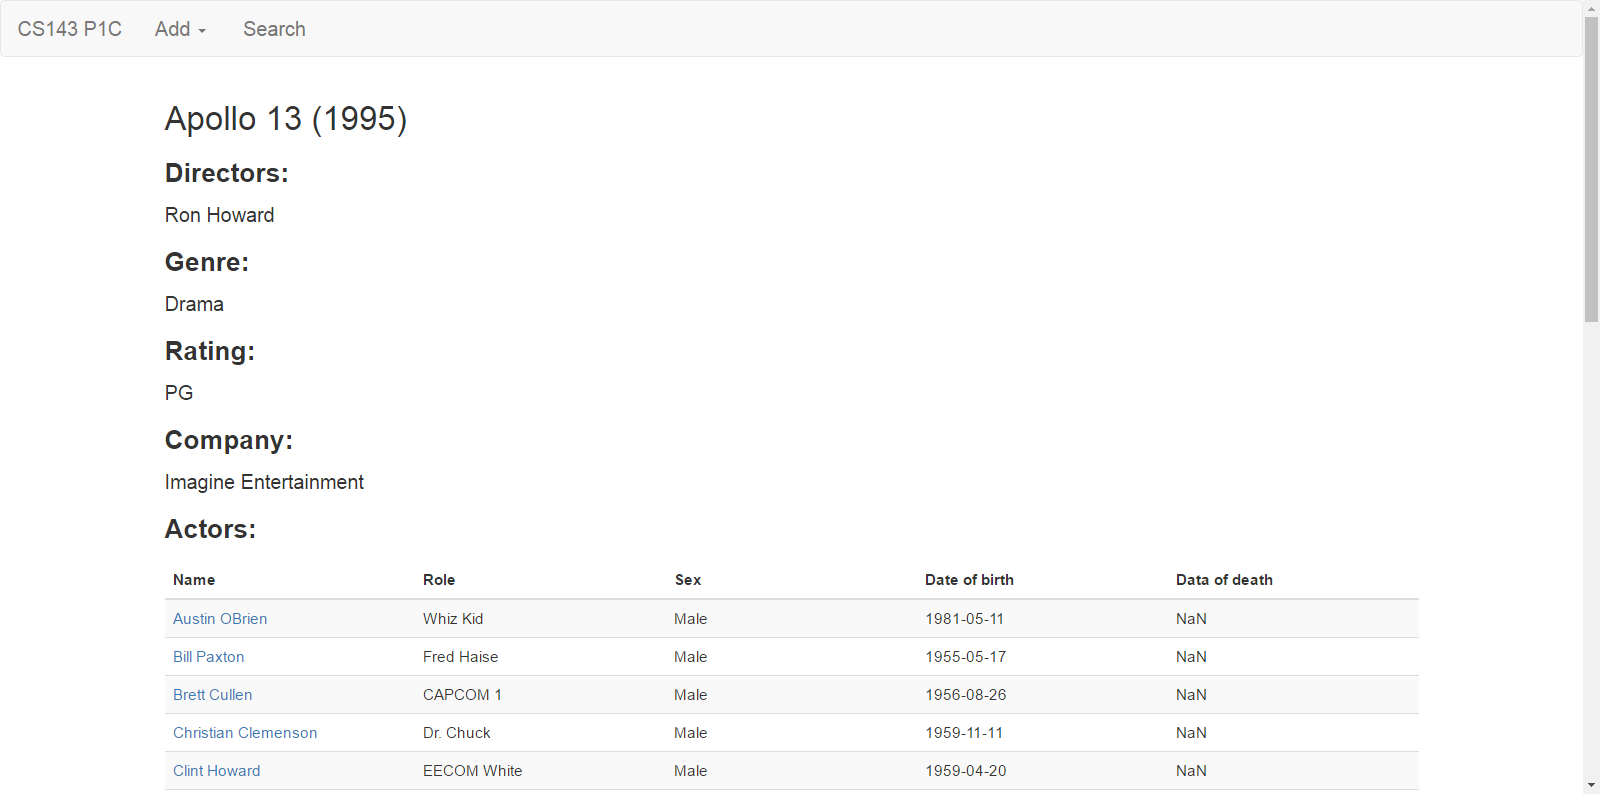 CS143 P1C Add Search
Apollo 13 (1995)
Directors:
Ron Howard
Genre:
Drama
Rating:
PG
Company:
Imagine Entertainment
Actors:
Name Role Sex Date of birth Data of death
Austin OBrien Whiz Kid Male 1981-05-11 NaN
Bill Paxton Fred Haise Male 1955-05-17 NaN
Brett Cullen CAPCOM 1 Male 1956-08-26 NaN
Christian Clemenson Dr. Chuck Male 1959-11-11 NaN
Clint Howard EECOM White Male 1959-04-20 NaN